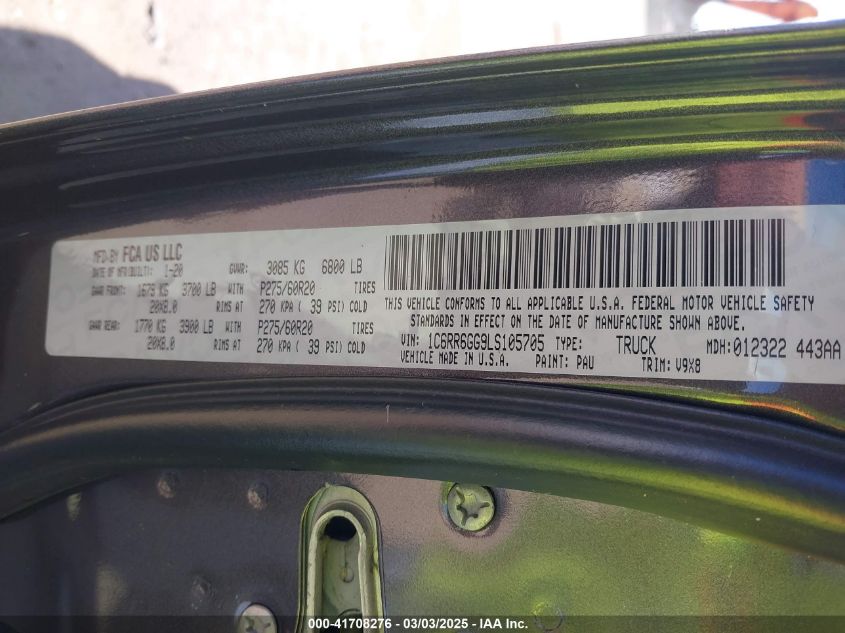 MFD BY FCA US LLC
DATE OF MFR(BUILT): 1-20 GVWR: 3085 KG 6800 LB
GAWR FRONT: 1679 KG 3700 LB WITH P275/60R20 TIRES
20X8.0 RIMS AT 270 KPA ( 39 PSI) COLD
GAWR REAR: 1770 KG 3900 LB WITH P275/60R20 TIRES
20X8.0 RIMS AT 270 KPA ( 39 PSI) COLD
THIS VEHICLE CONFORMS TO ALL APPLICABLE U.S.A. FEDERAL MOTOR VEHICLE SAFETY
STANDARDS IN EFFECT ON THE DATE OF MANUFACTURE SHOWN ABOVE.
VIN: 1C6RR6GG9LS105705 TYPE: TRUCK MDH:012322 443AA
VEHICLE MADE IN U.S.A. PAINT: PAU TRIM: V9X8
000-41708276 - 03/03/2025 - IAA Inc.